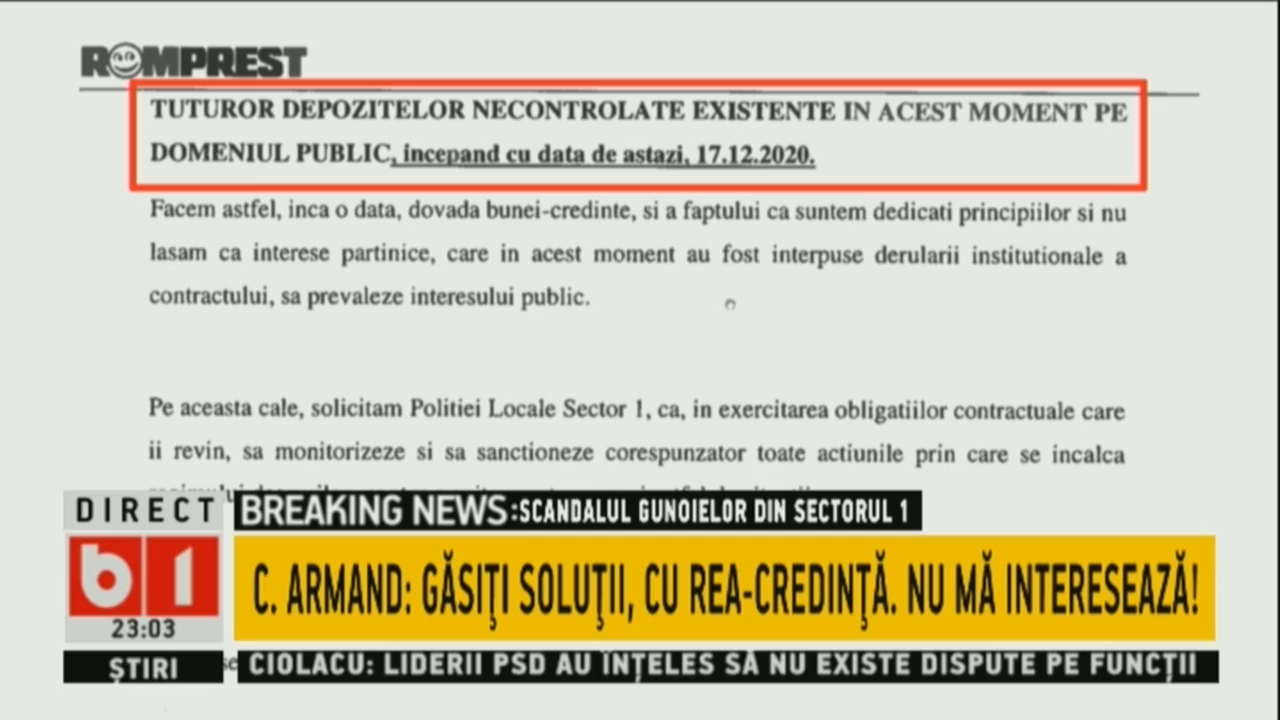 ROMPREST
TUTUROR DEPOZITELOR NECONTROLATE EXISTENTE IN ACEST MOMENT PE
DOMENIUL PUBLIC, incepand cu data de astazi, 17.12.2020.
Facem astfel, inca o data, dovada bunei-credinte, si a faptului ca suntem dedicati principiilor si nu
lasam ca interese partinice, care in acest moment au fost interpuse derularii institutionale a
contractului, sa prevaleze interesului public.
Pe aceasta cale, solicitam Politiei Locale Sector 1, ca, in exercitarea obligatiilor contractuale care
ii revin, sa monitorizeze si sa sanctioneze corespunzator toate actiunile prin care se incalca
DIRECT
BREAKING NEWS:SCANDALUL GUNOIELOR DIN SECTORUL 1
b1
C. ARMAND: GĂSIŢI SOLUŢII, CU REA-CREDINŢĂ. NU MĂ INTERESEAZĂ!
23:03
ŞTIRI
CIOLACU: LIDERII PSD AU ÎNŢELES SĂ NU EXISTE DISPUTE PE FUNCŢII